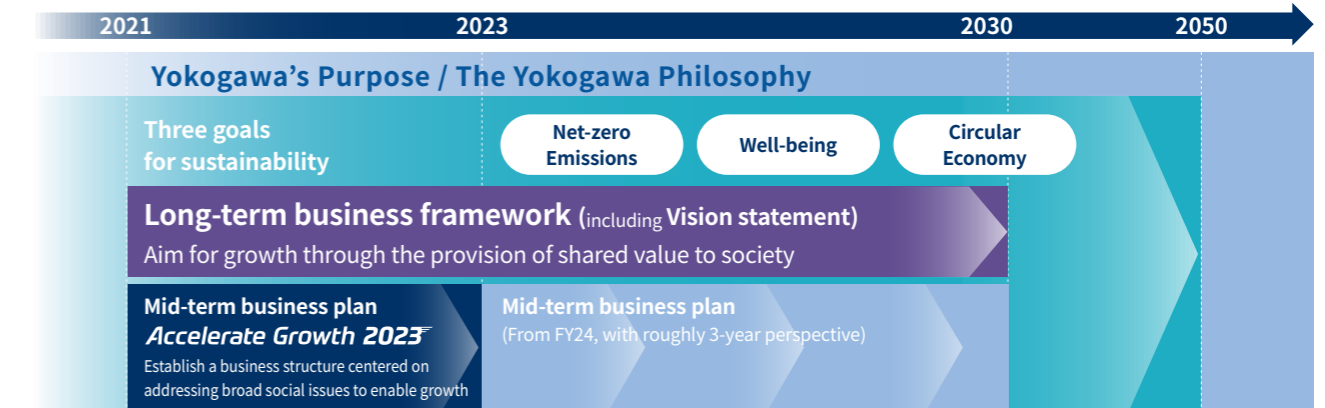 2021 2023 2030 2050
Yokogawa's Purpose / The Yokogawa Philosophy
Three goals
for sustainability
Net-zero
Emissions
Well-being
Circular
Economy
Long-term business framework (including Vision statement)
Aim for growth through the provision of shared value to society
Mid-term business plan
Accelerate Growth 2023
Establish a business structure centered on
addressing broad social issues to enable growth
Mid-term business plan
(From FY24, with roughly 3-year perspective)